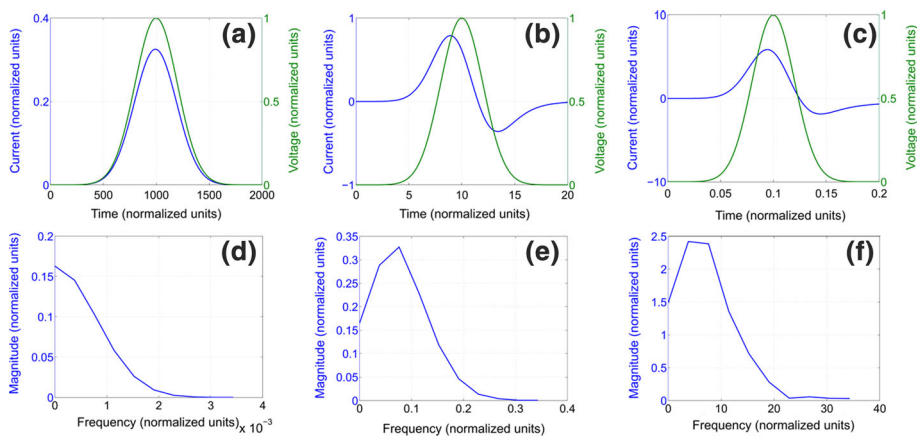 (a)
Current (normalized units)
0.4
0.2
0
Voltage (normalized units)
1
0.5
0
0 500 1000 1500 2000
Time (normalized units)
(b)
Current (normalized units)
1
0
−1
Voltage (normalized units)
1
0.5
0
0 5 10 15 20
Time (normalized units)
(c)
Current (normalized units)
10
0
−10
Voltage (normalized units)
1
0.5
0
0 0.05 0.1 0.15 0.2
Time (normalized units)
(d)
Magnitude (normalized units)
0.2
0.15
0.1
0.05
0
0 1 2 3 4
Frequency (normalized units)
x 10⁻³
(e)
Magnitude (normalized units)
0.35
0.3
0.25
0.2
0.15
0.1
0.05
0
0 0.1 0.2 0.3 0.4
Frequency (normalized units)
(f)
Magnitude (normalized units)
2.5
2
1.5
1
0.5
0
0 10 20 30 40
Frequency (normalized units)